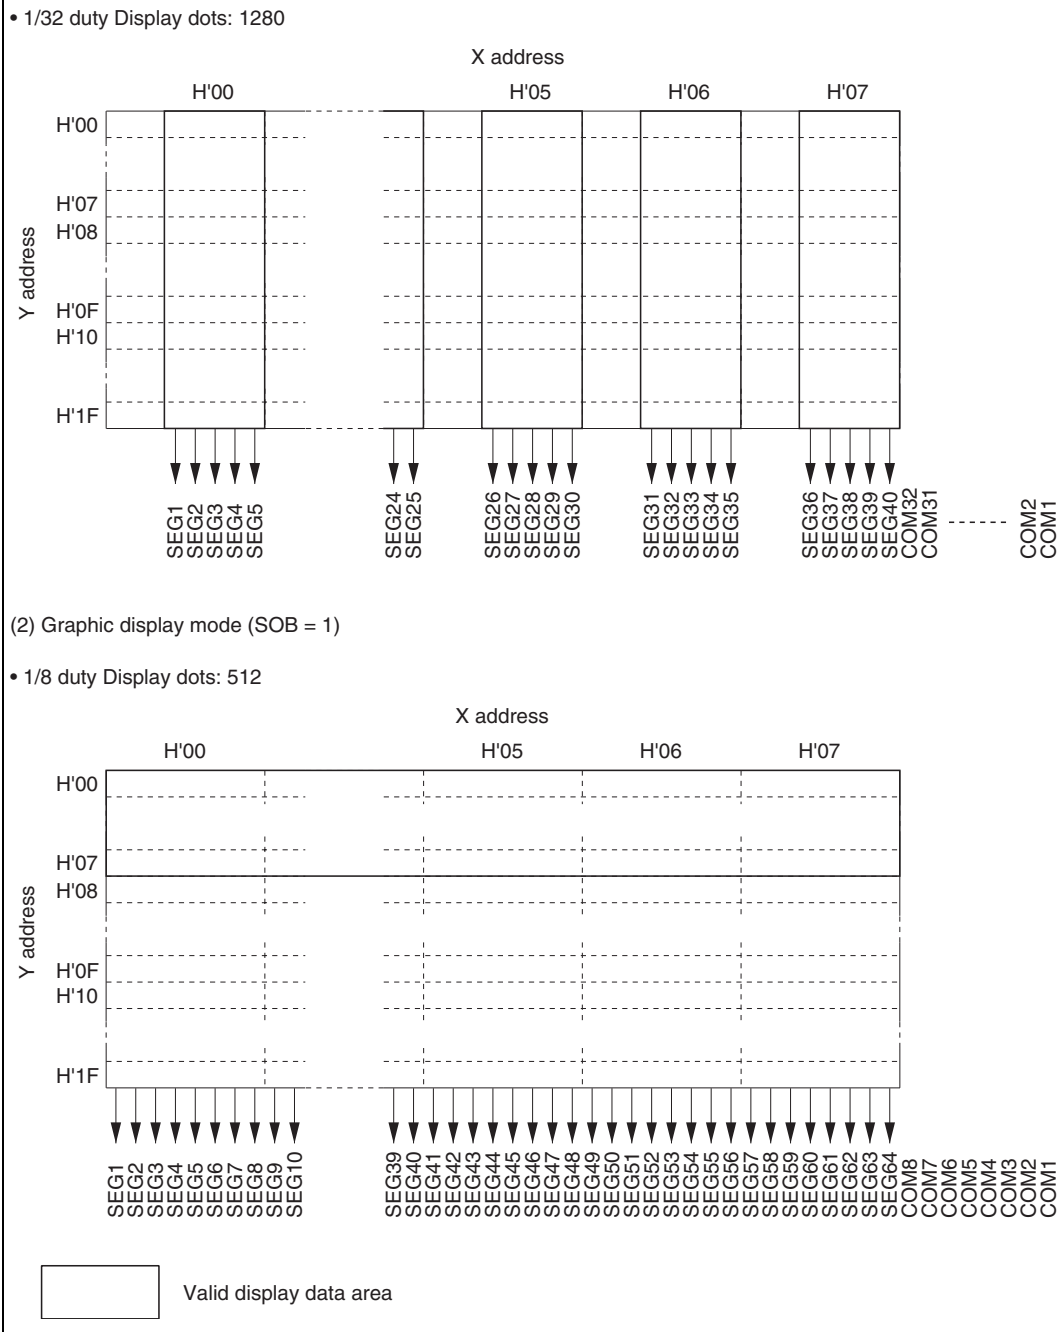 • 1/32 duty Display dots: 1280
X address
H'00 H'05 H'06 H'07
Y address
H'00
H'07
H'08
H'0F
H'10
H'1F
SEG1 SEG2 SEG3 SEG4 SEG5 SEG24 SEG25 SEG26 SEG27 SEG28 SEG29 SEG30 SEG31 SEG32 SEG33 SEG34 SEG35 SEG36 SEG37 SEG38 SEG39 SEG40 COM32 COM31 COM2 COM1
(2) Graphic display mode (SOB = 1)
• 1/8 duty Display dots: 512
X address
H'00 H'05 H'06 H'07
Y address
H'00
H'07
H'08
H'0F
H'10
H'1F
SEG1 SEG2 SEG3 SEG4 SEG5 SEG6 SEG7 SEG8 SEG9 SEG10 SEG39 SEG40 SEG41 SEG42 SEG43 SEG44 SEG45 SEG46 SEG47 SEG48 SEG49 SEG50 SEG51 SEG52 SEG53 SEG54 SEG55 SEG56 SEG57 SEG58 SEG59 SEG60 SEG61 SEG62 SEG63 SEG64 COM8 COM7 COM6 COM5 COM4 COM3 COM2 COM1
Valid display data area